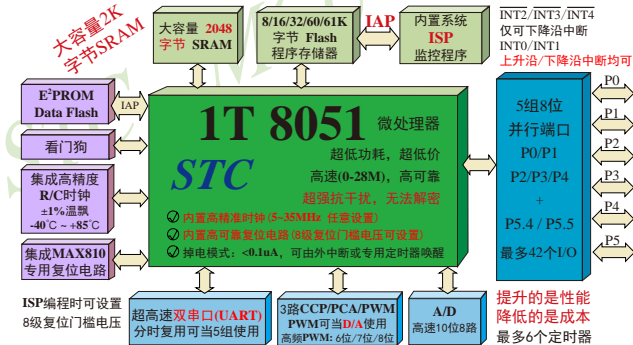 大容量2K
字节SRAM
大容量 2048
字节 SRAM
8/16/32/60/61K
字节 Flash
程序存储器
IAP
内置系统
ISP
监控程序
INT2/INT3/INT4
仅可下降沿中断
INT0/INT1
上升沿/下降沿中断均可
E²PROM
Data Flash
IAP
看门狗
集成高精度
R/C时钟
±1%温飘
-40℃ ~ +85℃
集成MAX810
专用复位电路
1T 8051 微处理器
STC
超低功耗，超低价
高速(0-28M)，高可靠
超强抗干扰，无法解密
内置高精准时钟(5~35MHz 任意设置)
内置高可靠复位电路(8级复位门槛电压可设置)
掉电模式：<0.1uA，可由外中断或专用定时器唤醒
5组8位
并行端口
P0/P1
P2/P3/P4
+
P5.4 / P5.5
最多42个I/O
P0
P1
P2
P3
P4
P5
ISP编程时可设置
8级复位门槛电压
超高速双串口(UART)
分时复用可当5组使用
3路CCP/PCA/PWM
PWM可当D/A使用
高频PWM: 6位/7位/8位
A/D
高速10位8路
提升的是性能
降低的是成本
最多6个定时器